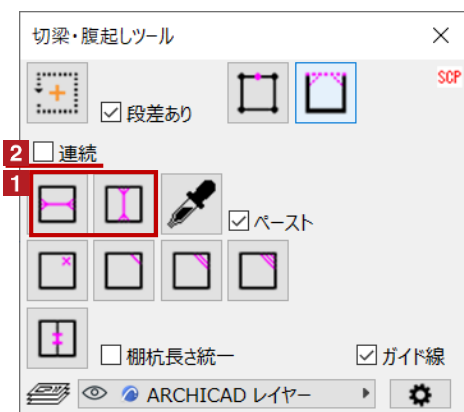 切梁・腹起しツール
SCP
段差あり
2 連続
1
ペースト
棚杭長さ統一 ガイド線
ARCHICAD レイヤー